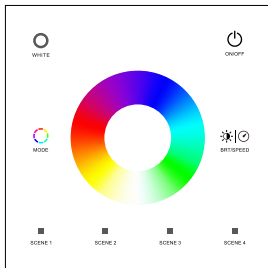 WHITE
ON/OFF
MODE
BRT/SPEED
SCENE 1
SCENE 2
SCENE 3
SCENE 4